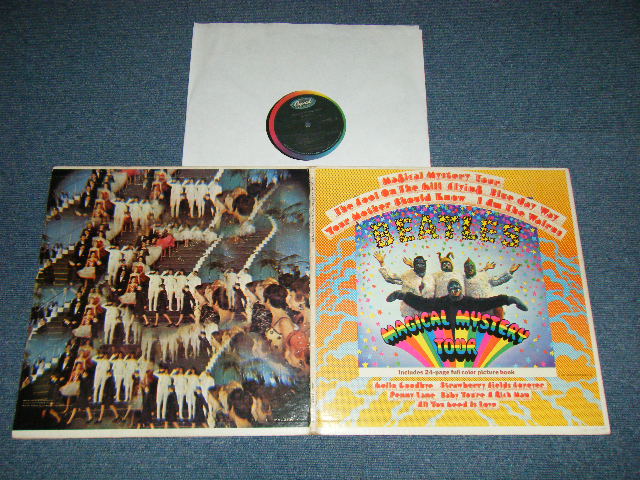 Capitol
Magical Mystery Tour
The Fool On The Hill Flying Blue Jay Way
Your Mother Should Know I Am The Walrus
BEATLES
MAGICAL MYSTERY
TOUR
Includes 24-page full color picture book
Hello Goodbye Strawberry Fields Forever
Penny Lane Baby You're A Rich Man
All You Need Is Love